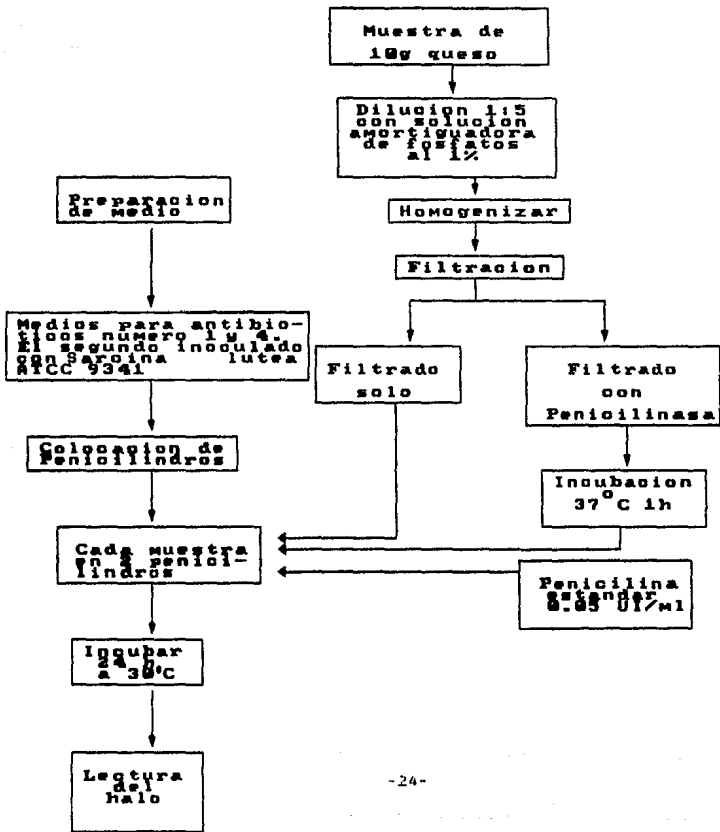 Muestra de
10g queso
Dilucion 1:5
con solucion
amortiguadora
de fosfatos
al 1%
Homogenizar
Filtracion
Preparacion
de medio
Medios para antibio-
ticos numero 1 y 4.
El segundo inoculado
con Sarcina lutea
ATCC 9341
Filtrado
solo
Filtrado
con
Penicilinasa
Colocacion de
Penicilindros
Incubacion
37°C 1h
Cada muestra
en penici-
lindros
Penicilina
estandar
0.05 UI/ml
Incubar
24 h
a 30°C
Lectura
del
halo
-24-